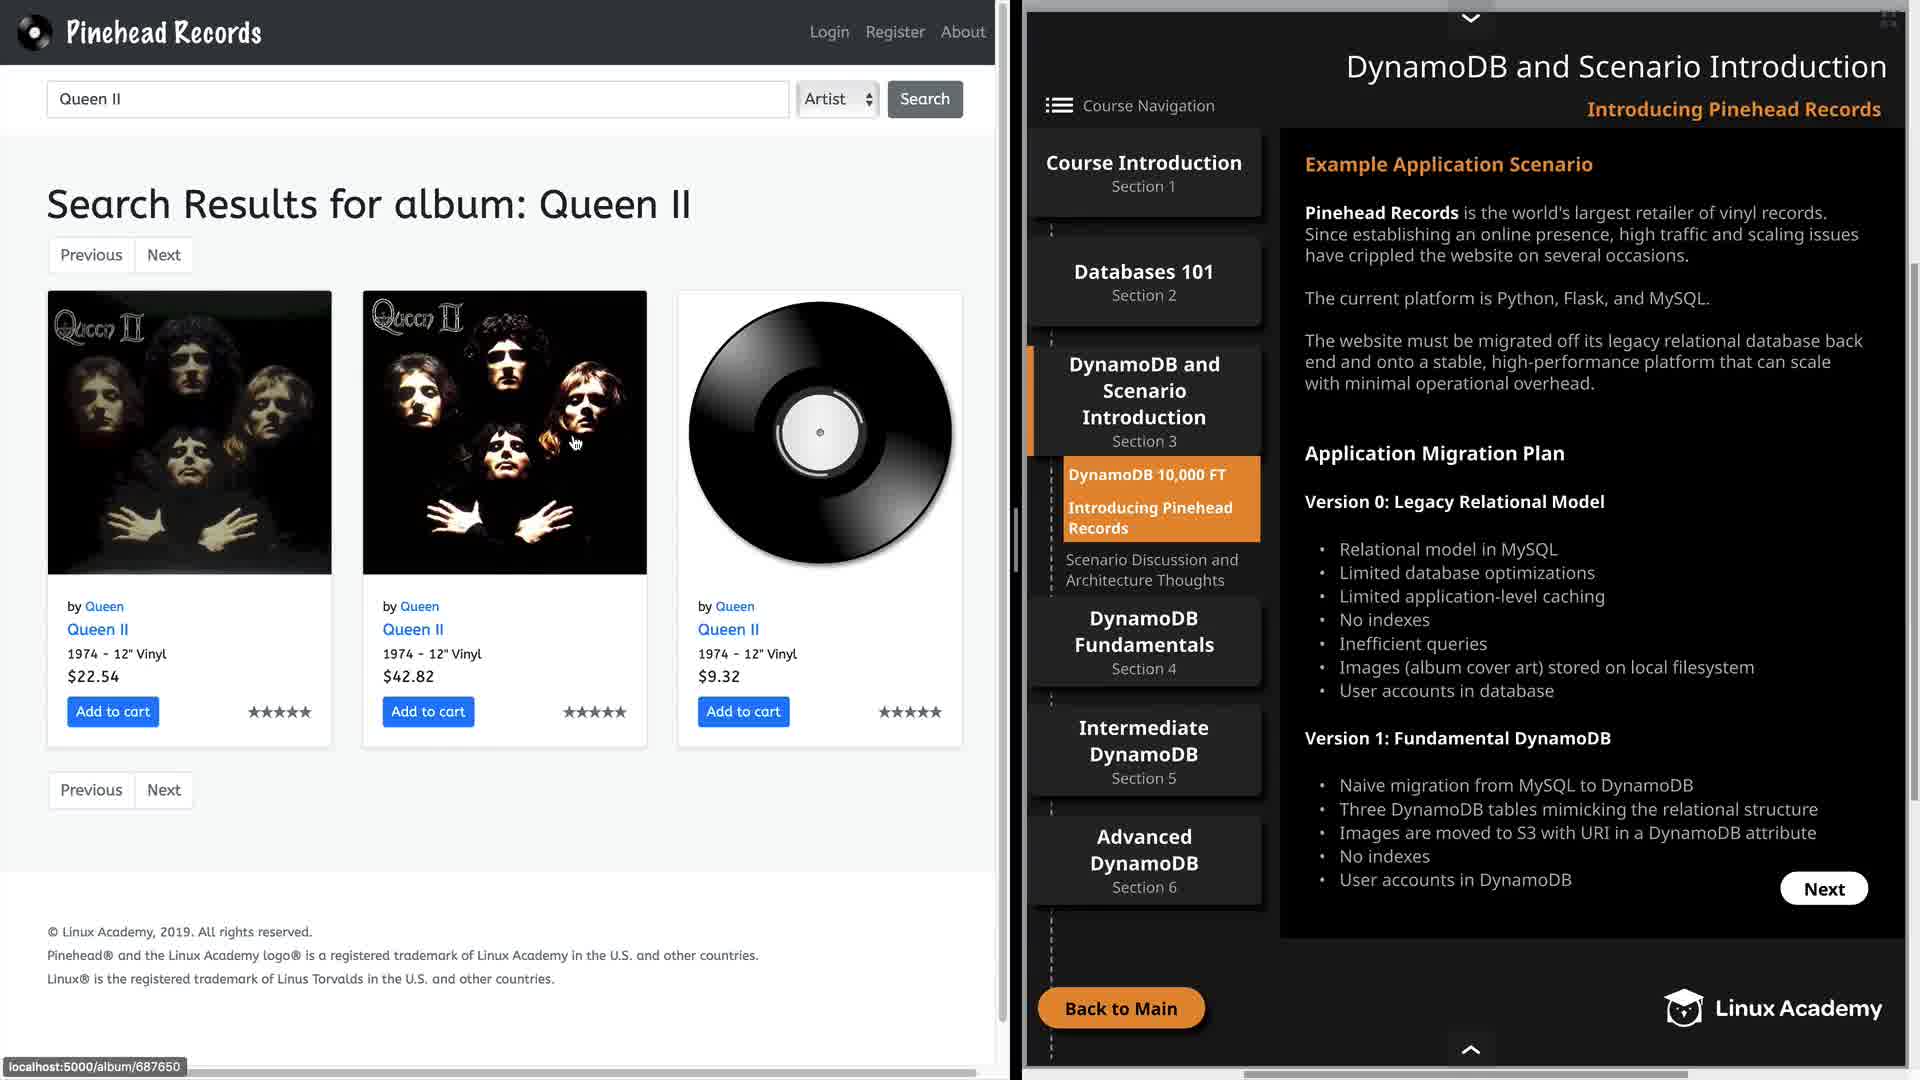 Pinehead Records
Login Register About
Queen II
Artist
Search
Search Results for album: Queen II
Previous Next
Queen II
Queen II
by Queen
Queen II
1974 - 12" Vinyl
$22.54
Add to cart
★★★★★
by Queen
Queen II
1974 - 12" Vinyl
$42.82
Add to cart
★★★★★
by Queen
Queen II
1974 - 12" Vinyl
$9.32
Add to cart
★★★★★
Previous Next
© Linux Academy, 2019. All rights reserved.
Pinehead® and the Linux Academy logo® is a registered trademark of Linux Academy in the U.S. and other countries.
Linux® is the registered trademark of Linus Torvalds in the U.S. and other countries.
localhost:5000/album/687650
DynamoDB and Scenario Introduction
Course Navigation
Introducing Pinehead Records
Course Introduction
Section 1
Databases 101
Section 2
DynamoDB and
Scenario
Introduction
Section 3
DynamoDB 10,000 FT
Introducing Pinehead
Records
Scenario Discussion and
Architecture Thoughts
DynamoDB
Fundamentals
Section 4
Intermediate
DynamoDB
Section 5
Advanced
DynamoDB
Section 6
Back to Main
Example Application Scenario
Pinehead Records is the world's largest retailer of vinyl records.
Since establishing an online presence, high traffic and scaling issues
have crippled the website on several occasions.
The current platform is Python, Flask, and MySQL.
The website must be migrated off its legacy relational database back
end and onto a stable, high-performance platform that can scale
with minimal operational overhead.
Application Migration Plan
Version 0: Legacy Relational Model
• Relational model in MySQL
• Limited database optimizations
• Limited application-level caching
• No indexes
• Inefficient queries
• Images (album cover art) stored on local filesystem
• User accounts in database
Version 1: Fundamental DynamoDB
• Naive migration from MySQL to DynamoDB
• Three DynamoDB tables mimicking the relational structure
• Images are moved to S3 with URI in a DynamoDB attribute
• No indexes
• User accounts in DynamoDB
Next
Linux Academy